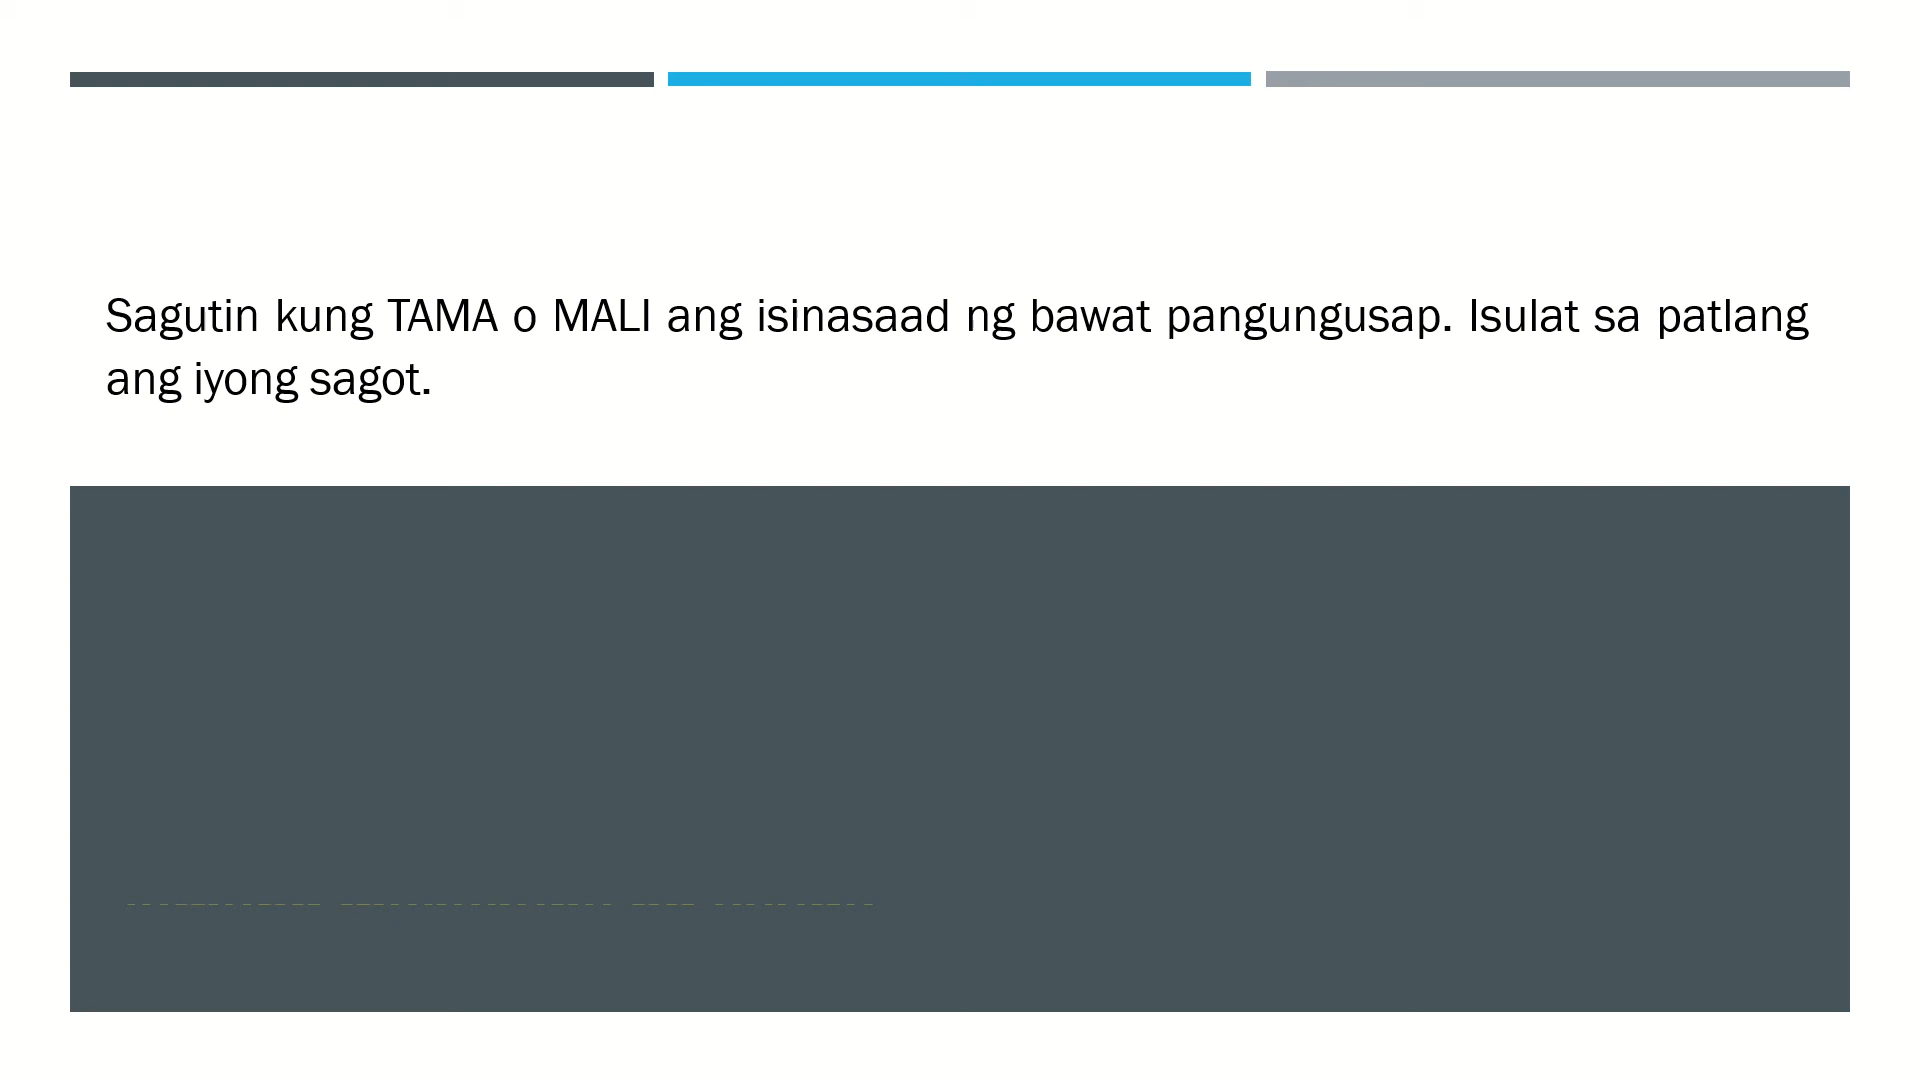 Sagutin kung TAMA o MALI ang isinasaad ng bawat pangungusap. Isulat sa patlang
ang iyong sagot.